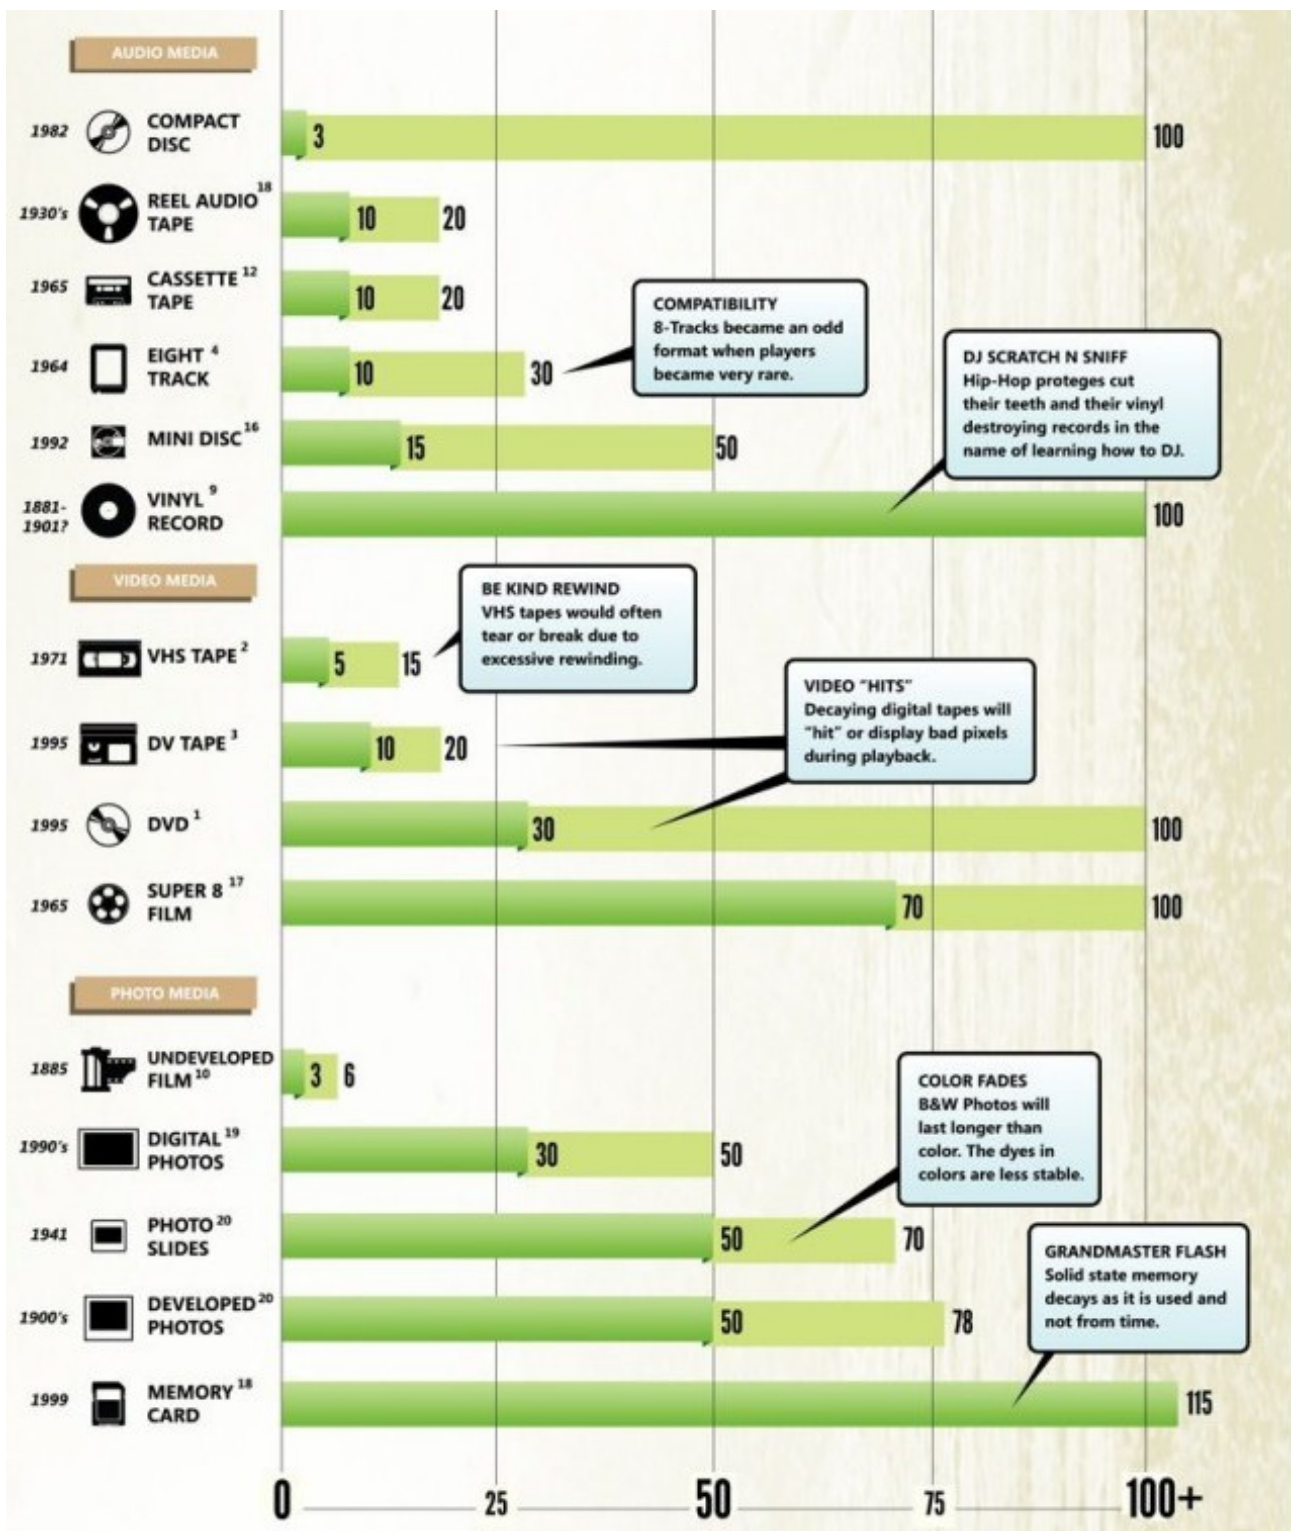 AUDIO MEDIA
1982
COMPACT
DISC
3
100
1930's
REEL AUDIO 18
TAPE
10
20
1965
CASSETTE 12
TAPE
10
20
1964
EIGHT 4
TRACK
10
30
COMPATIBILITY
8-Tracks became an odd
format when players
became very rare.
1992
MINI DISC 16
15
50
DJ SCRATCH N SNIFF
Hip-Hop proteges cut
their teeth and their vinyl
destroying records in the
name of learning how to DJ.
1881-
1901?
VINYL 9
RECORD
100
VIDEO MEDIA
1971
VHS TAPE 2
5
15
BE KIND REWIND
VHS tapes would often
tear or break due to
excessive rewinding.
1995
DV TAPE 3
10
20
VIDEO "HITS"
Decaying digital tapes will
"hit" or display bad pixels
during playback.
1995
DVD 1
30
100
1965
SUPER 8 17
FILM
70
100
PHOTO MEDIA
1885
UNDEVELOPED
FILM 10
3
6
1990's
DIGITAL 19
PHOTOS
30
50
COLOR FADES
B&W Photos will
last longer than
color. The dyes in
colors are less stable.
1941
PHOTO 20
SLIDES
50
70
1900's
DEVELOPED 20
PHOTOS
50
78
GRANDMASTER FLASH
Solid state memory
decays as it is used and
not from time.
1999
MEMORY 18
CARD
115
0
25
50
75
100+